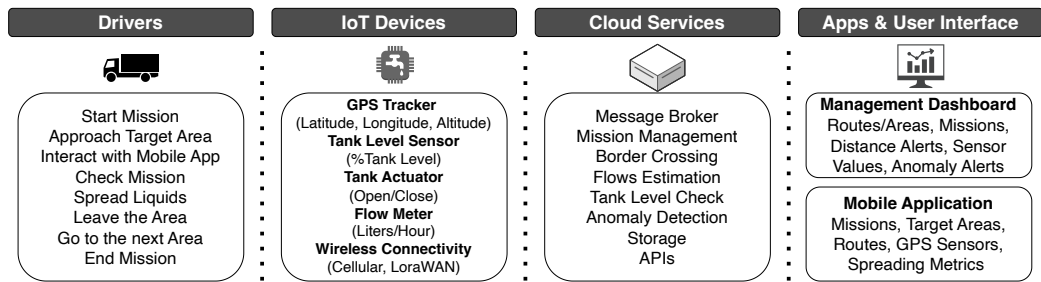 Drivers
Start Mission
Approach Target Area
Interact with Mobile App
Check Mission
Spread Liquids
Leave the Area
Go to the next Area
End Mission
IoT Devices
GPS Tracker
(Latitude, Longitude, Altitude)
Tank Level Sensor
(%Tank Level)
Tank Actuator
(Open/Close)
Flow Meter
(Liters/Hour)
Wireless Connectivity
(Cellular, LoraWAN)
Cloud Services
Message Broker
Mission Management
Border Crossing
Flows Estimation
Tank Level Check
Anomaly Detection
Storage
APIs
Apps & User Interface
Management Dashboard
Routes/Areas, Missions,
Distance Alerts, Sensor
Values, Anomaly Alerts
Mobile Application
Missions, Target Areas,
Routes, GPS Sensors,
Spreading Metrics